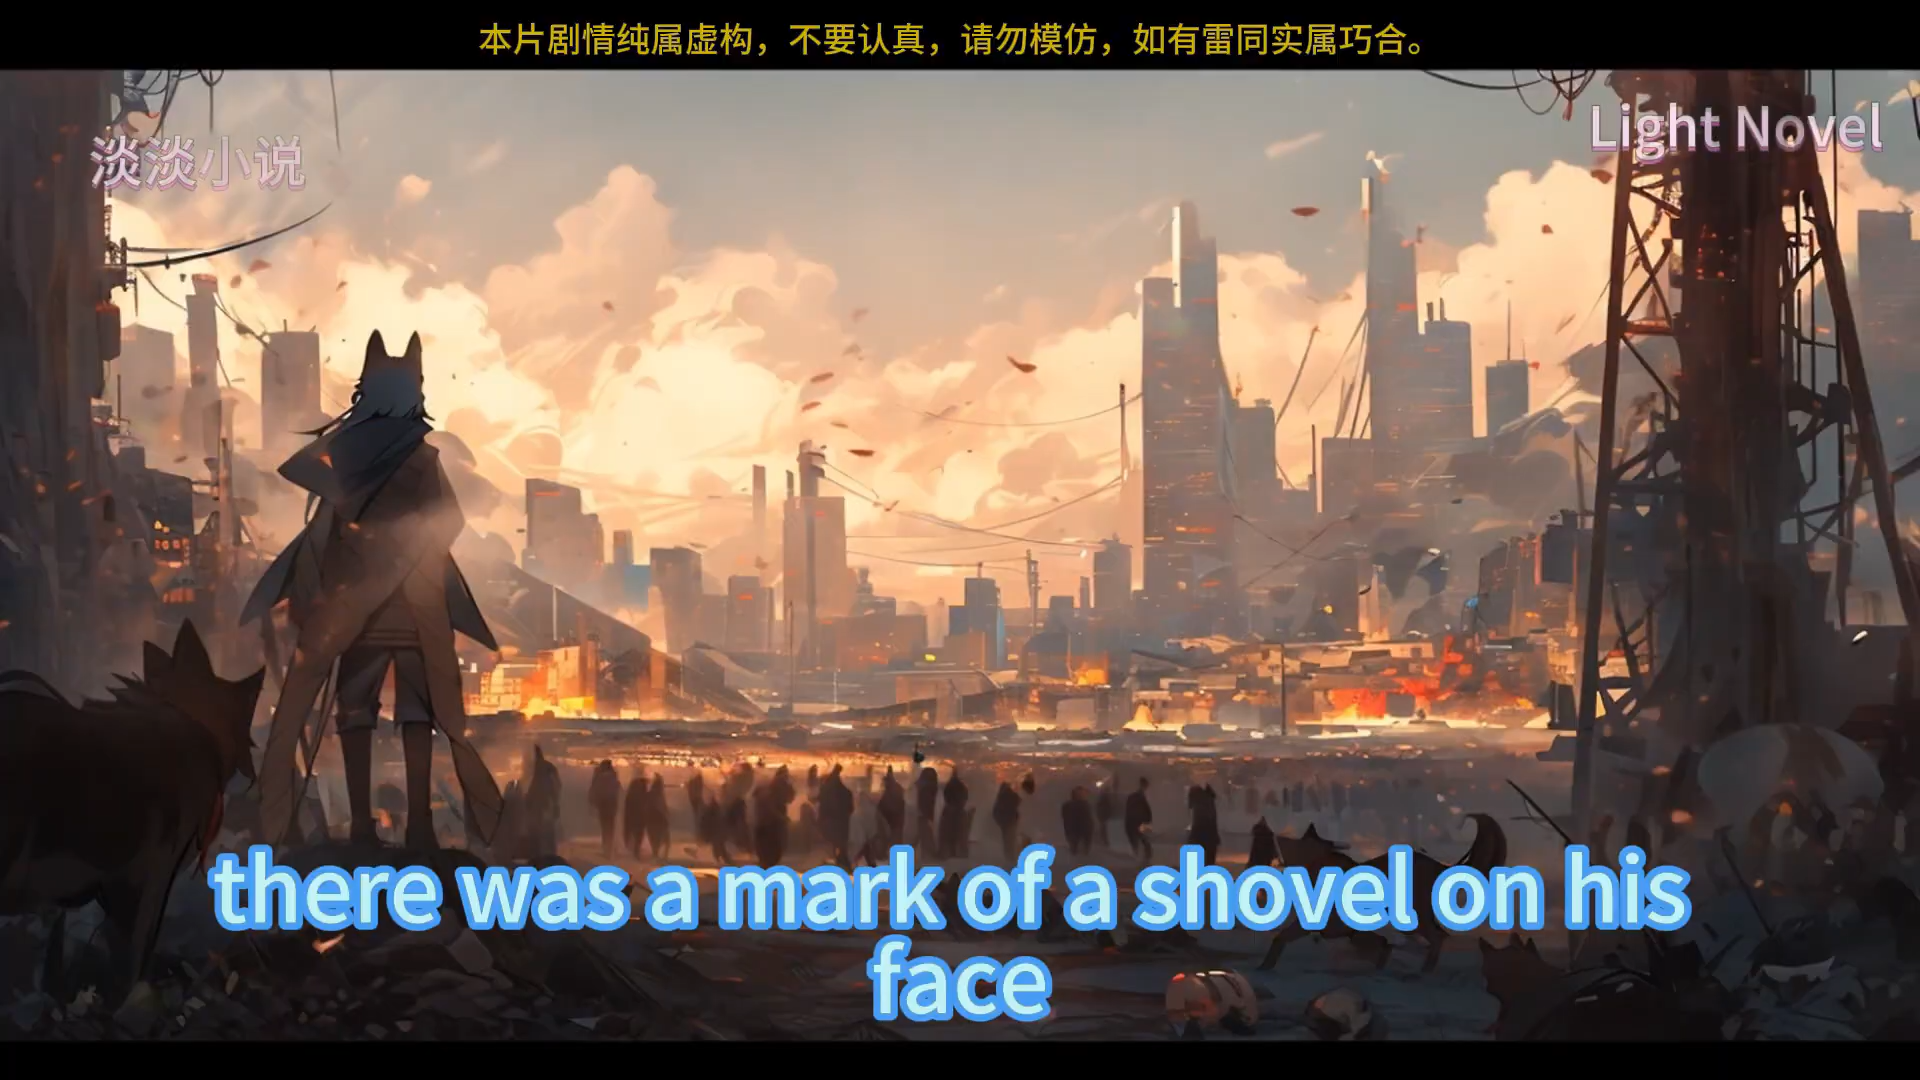 本片剧情纯属虚构，不要认真，请勿模仿，如有雷同实属巧合。
淡淡小说
Light Novel
there was a mark of a shovel on his
face